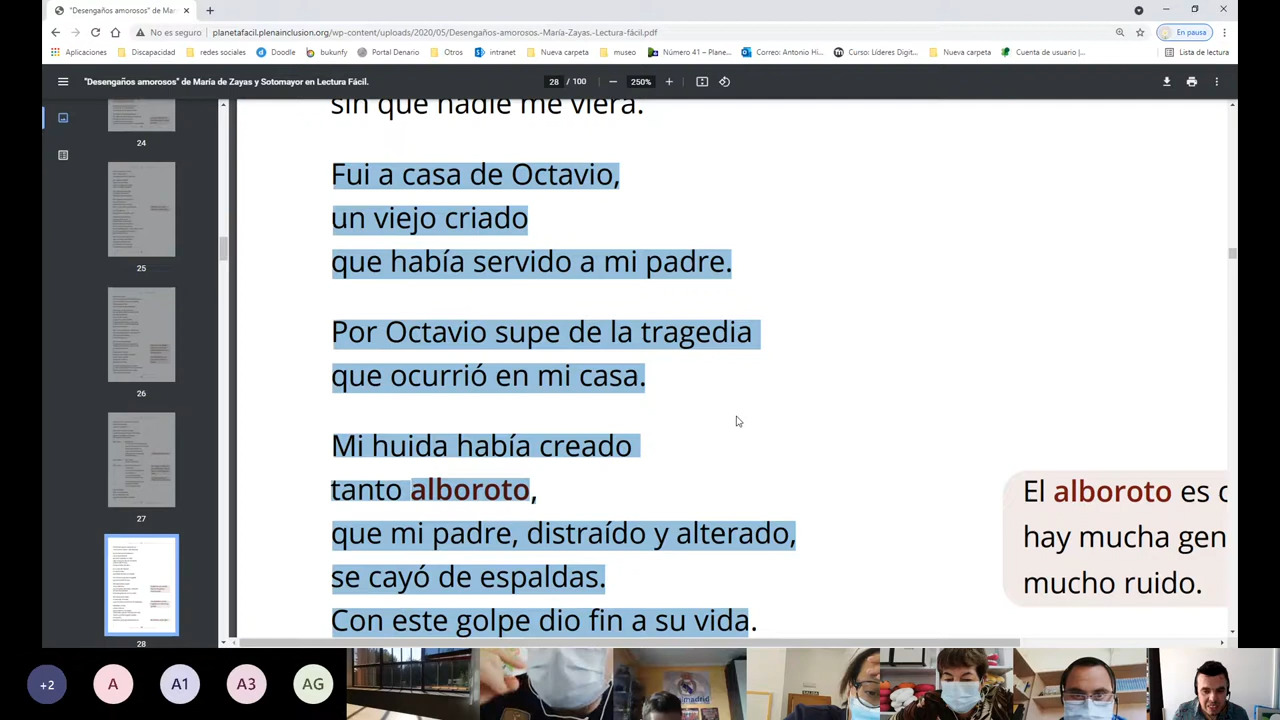 "Desengaños amorosos" de Mar
No es seguro
planetafacil.plenainclusion.org/wp-content/uploads/2020/05/Desengaños-amorosos.-María-Zayas.-Lectura-fácil.pdf
En pausa
Aplicaciones
Discapacidad
redes sociales
Doodle
bukunfy
Portal Denario
Otros
intranet
Nueva carpeta
museo
Número 41 – Plane...
Correo: Antonio Hi...
Curso: Líderes Digit...
Nueva carpeta
Cuenta de usuario|...
Lista de lectura
"Desengaños amorosos" de María de Zayas y Sotomayor en Lectura Fácil.
28 / 100
250%
sin que nadie me viera.
24
Fui a casa de Octavio,
un viejo criado
que había servido a mi padre.
25
Por Octavio supe de la tragedia
que ocurrió en mi casa.
26
Mi huida había creado
tanto alboroto,
que mi padre, distraído y alterado,
se cayó de espaldas.
Con este golpe dio fin a su vida.
El alboroto es c
hay mucha gen
mucho ruido.
27
28
+2
A
A1
A3
AG